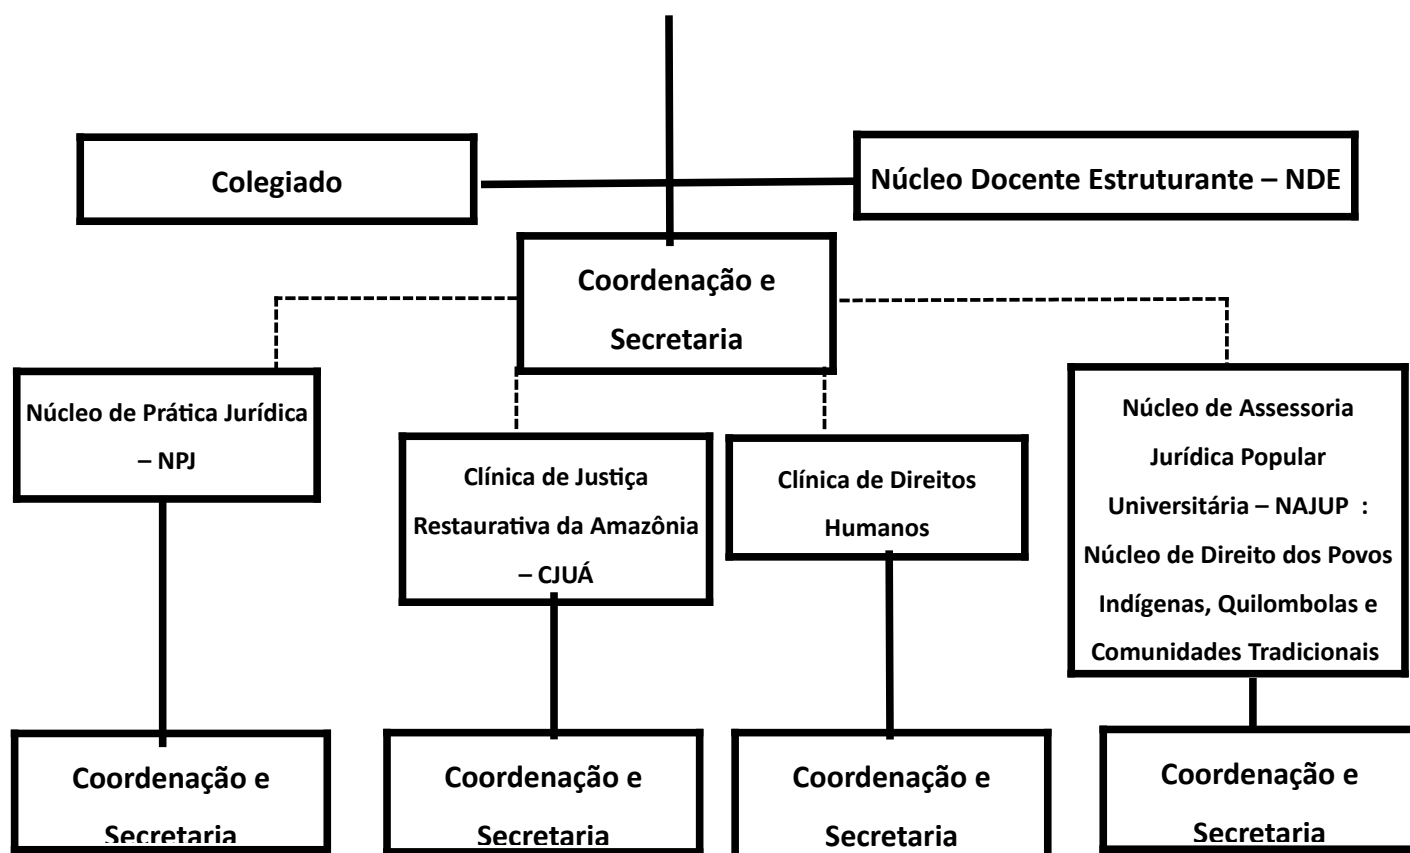 Colegiado
Núcleo Docente Estruturante – NDE
Coordenação e
Secretaria
Núcleo de Prática Jurídica
– NPJ
Clínica de Justiça
Restaurativa da Amazônia
– CJUÁ
Clínica de Direitos
Humanos
Núcleo de Assessoria
Jurídica Popular
Universitária – NAJUP :
Núcleo de Direito dos Povos
Indígenas, Quilombolas e
Comunidades Tradicionais
Coordenação e
Secretaria
Coordenação e
Secretaria
Coordenação e
Secretaria
Coordenação e
Secretaria